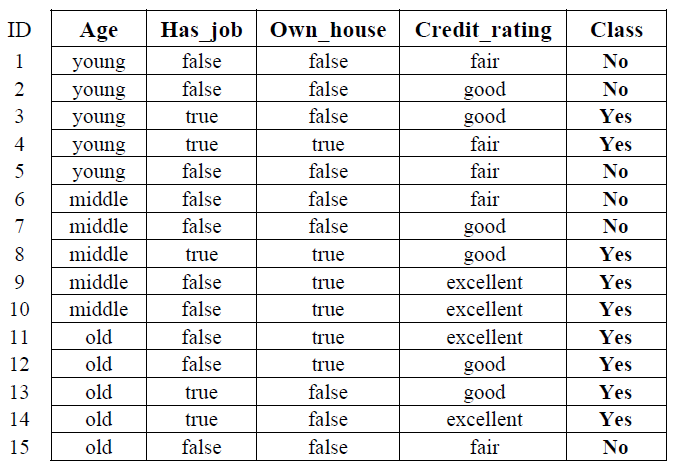 ID Age Has_job Own_house Credit_rating Class
1 young false false fair No
2 young false false good No
3 young true false good Yes
4 young true true fair Yes
5 young false false fair No
6 middle false false fair No
7 middle false false good No
8 middle true true good Yes
9 middle false true excellent Yes
10 middle false true excellent Yes
11 old false true excellent Yes
12 old false true good Yes
13 old true false good Yes
14 old true false excellent Yes
15 old false false fair No